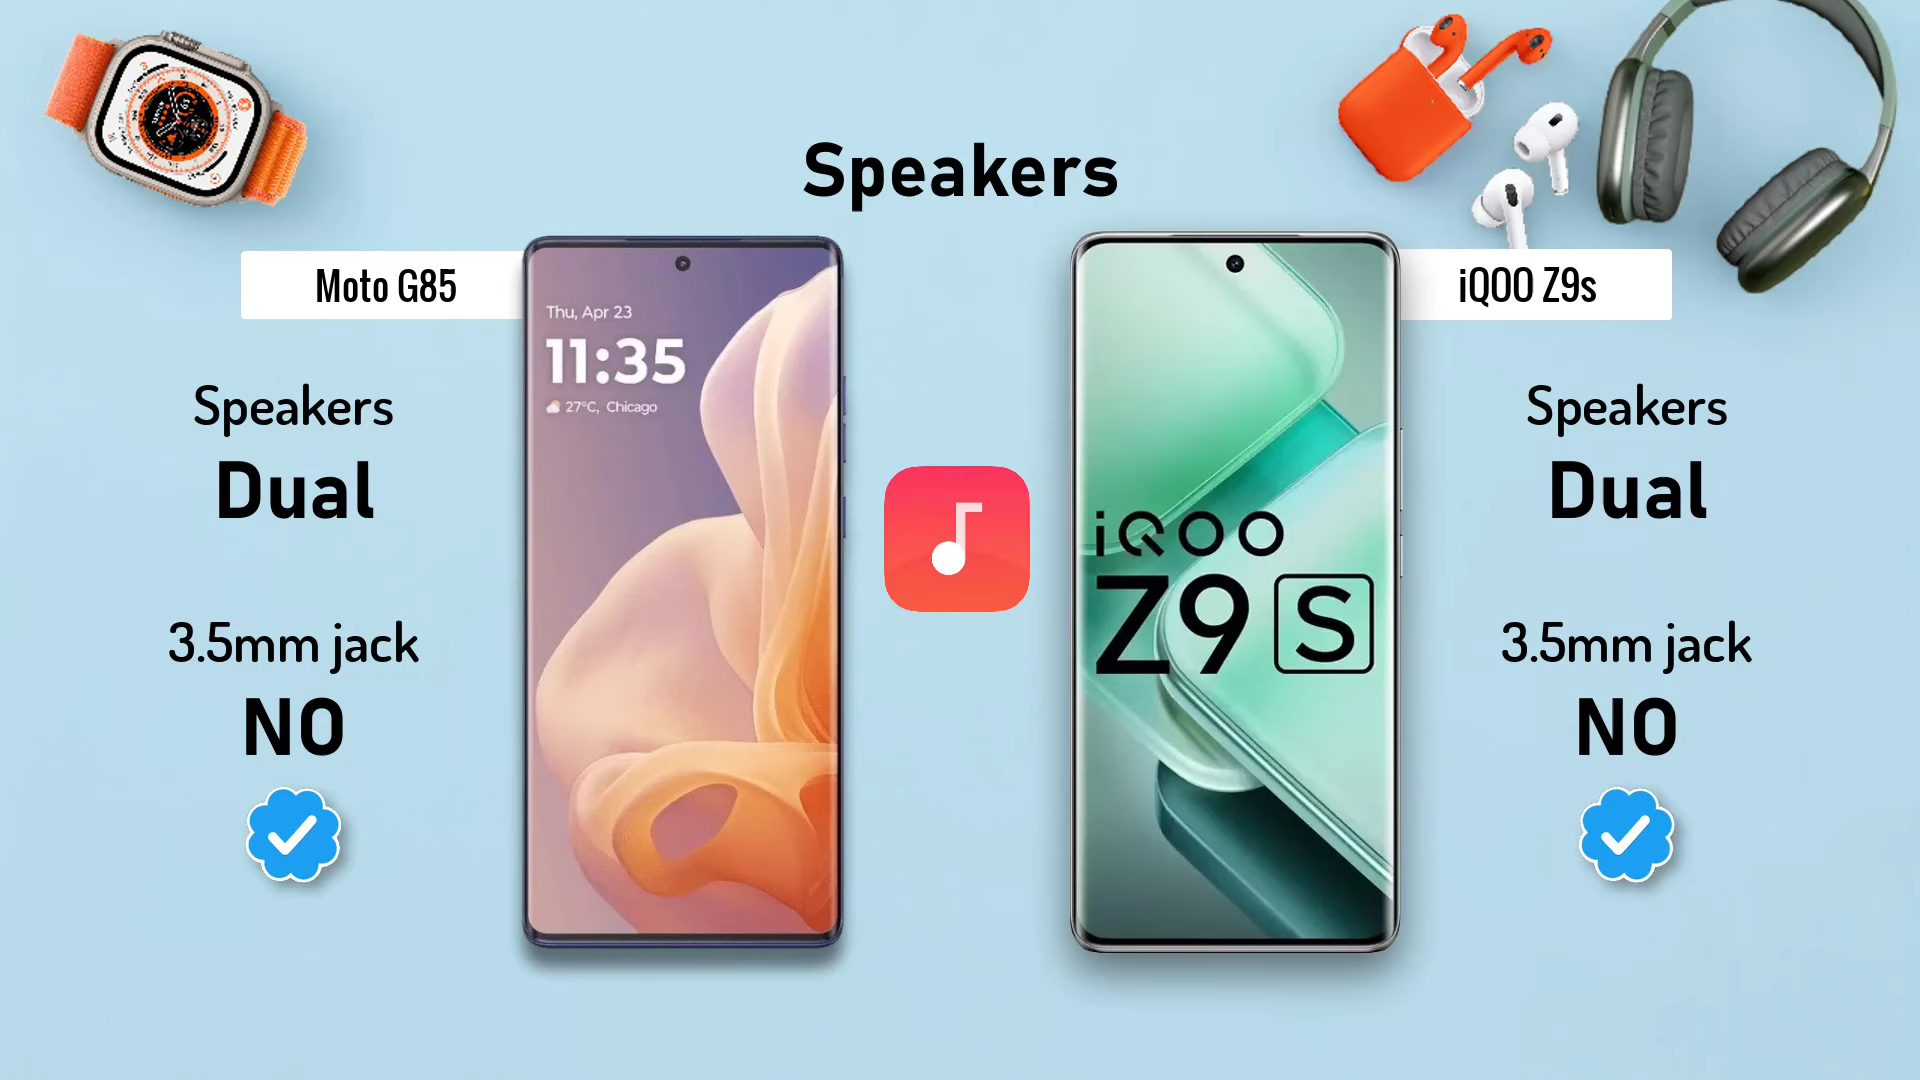 Speakers
Moto G85
iQOO Z9s
Thu, Apr 23
11:35
27°C, Chicago
Speakers
Dual
3.5mm jack
NO
iQOO
Z9 S
Speakers
Dual
3.5mm jack
NO